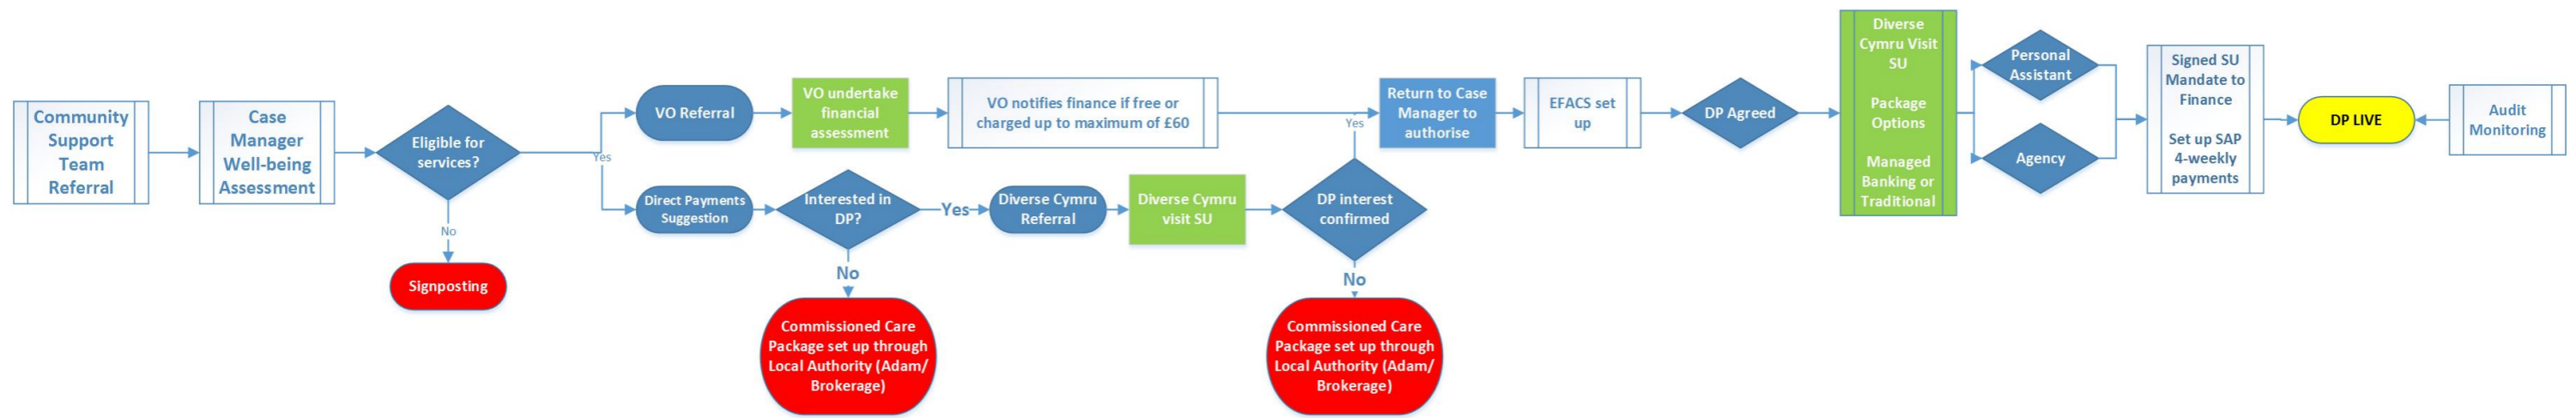 Community
Support
Team
Referral
Case
Manager
Well-being
Assessment
Eligible for
services?
No
Signposting
Yes
VO Referral
VO undertake
financial
assessment
VO notifies finance if free or
charged up to maximum of £60
Direct Payments
Suggestion
Interested in
DP?
No
Commissioned Care
Package set up through
Local Authority (Adam/
Brokerage)
Yes
Diverse Cymru
Referral
Diverse Cymru
visit SU
DP interest
confirmed
No
Commissioned Care
Package set up through
Local Authority (Adam/
Brokerage)
Yes
Return to Case
Manager to
authorise
EFACS set
up
DP Agreed
Diverse
Cymru Visit
SU
Package
Options
Managed
Banking or
Traditional
Personal
Assistant
Agency
Signed SU
Mandate to
Finance
Set up SAP
4-weekly
payments
DP LIVE
Audit
Monitoring